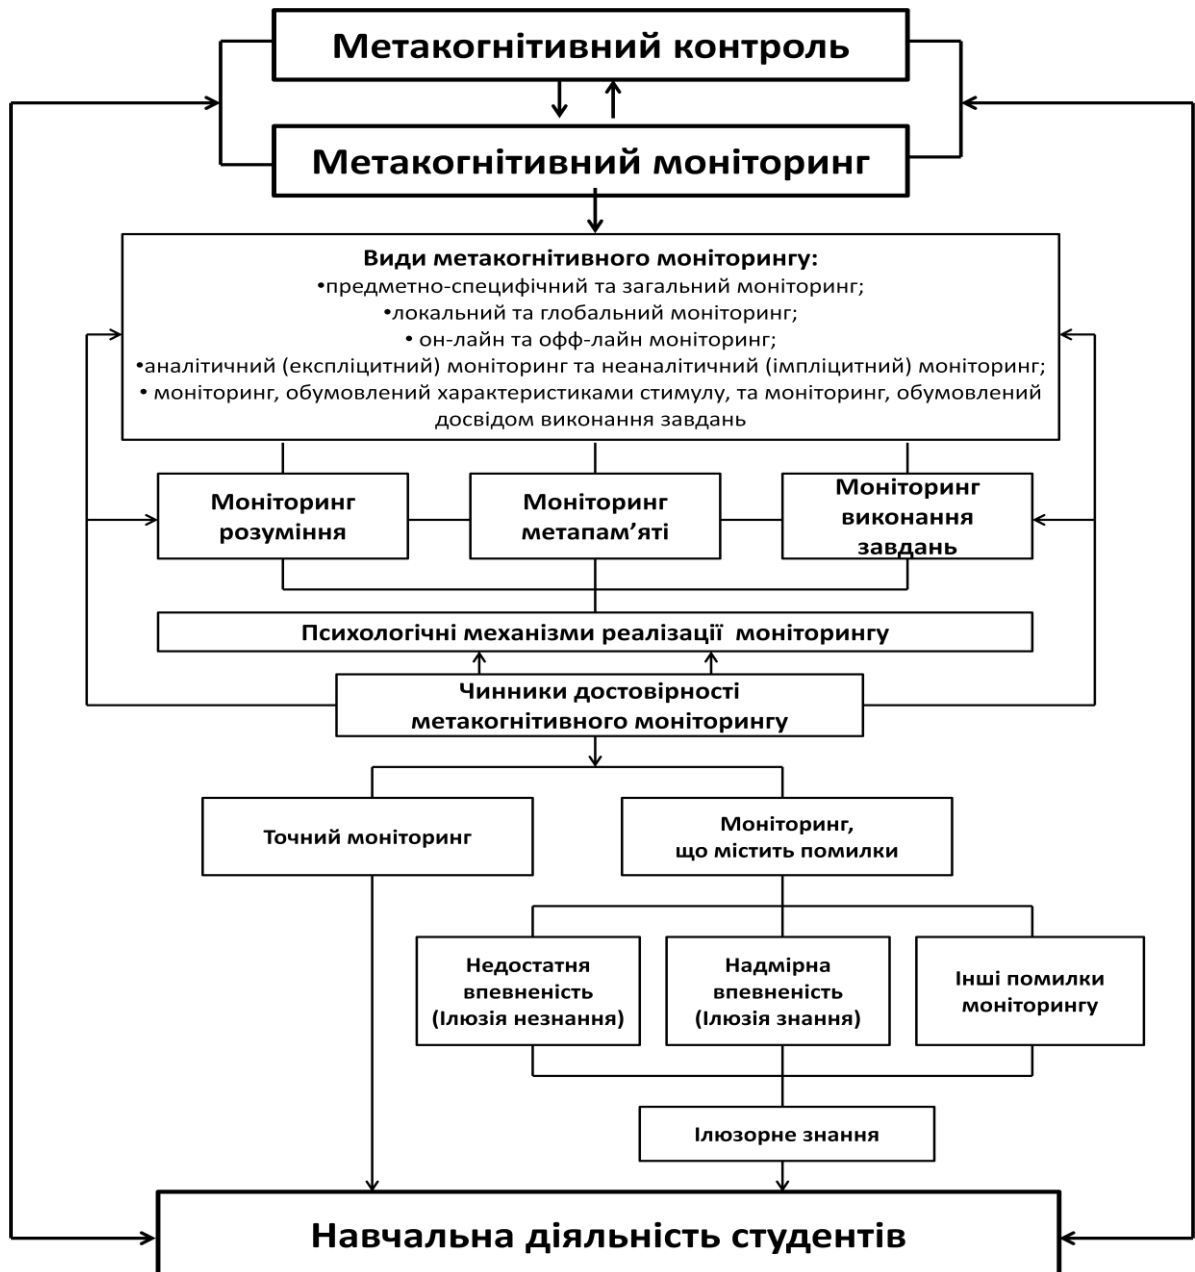 Метакогнітивний контроль
Метакогнітивний моніторинг
Види метакогнітивного моніторингу:
•предметно-специфічний та загальний моніторинг;
•локальний та глобальний моніторинг;
• он-лайн та офф-лайн моніторинг;
•аналітичний (експліцитний) моніторинг та неаналітичний (імпліцитний) моніторинг;
• моніторинг, обумовлений характеристиками стимулу, та моніторинг, обумовлений
досвідом виконання завдань
Моніторинг
розуміння
Моніторинг
метапам’яті
Моніторинг
виконання
завдань
Психологічні механізми реалізації моніторингу
Чинники достовірності
метакогнітивного моніторингу
Точний моніторинг
Моніторинг,
що містить помилки
Недостатня
впевненість
(Ілюзія незнання)
Надмірна
впевненість
(Ілюзія знання)
Інші помилки
моніторингу
Ілюзорне знання
Навчальна діяльність студентів